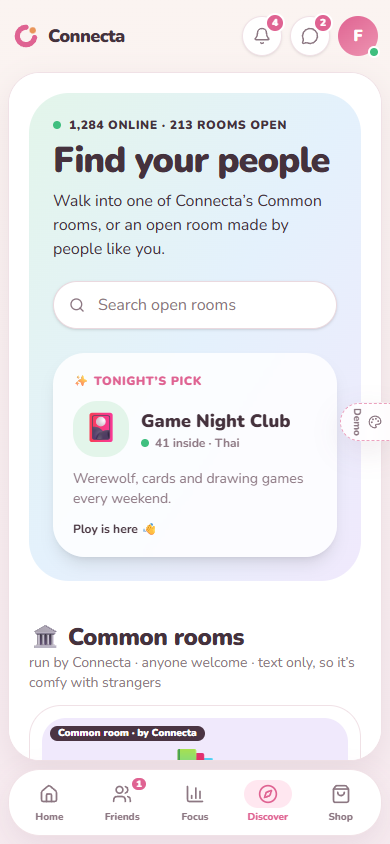 Connecta
4
2
F
1,284 ONLINE · 213 ROOMS OPEN
Find your people
Walk into one of Connecta’s Common
rooms, or an open room made by
people like you.
Search open rooms
TONIGHT’S PICK
Game Night Club
41 inside · Thai
Werewolf, cards and drawing games
every weekend.
Ploy is here
Demo
Common rooms
run by Connecta · anyone welcome · text only, so it’s
comfy with strangers
Common room · by Connecta
1
Home
Friends
Focus
Discover
Shop